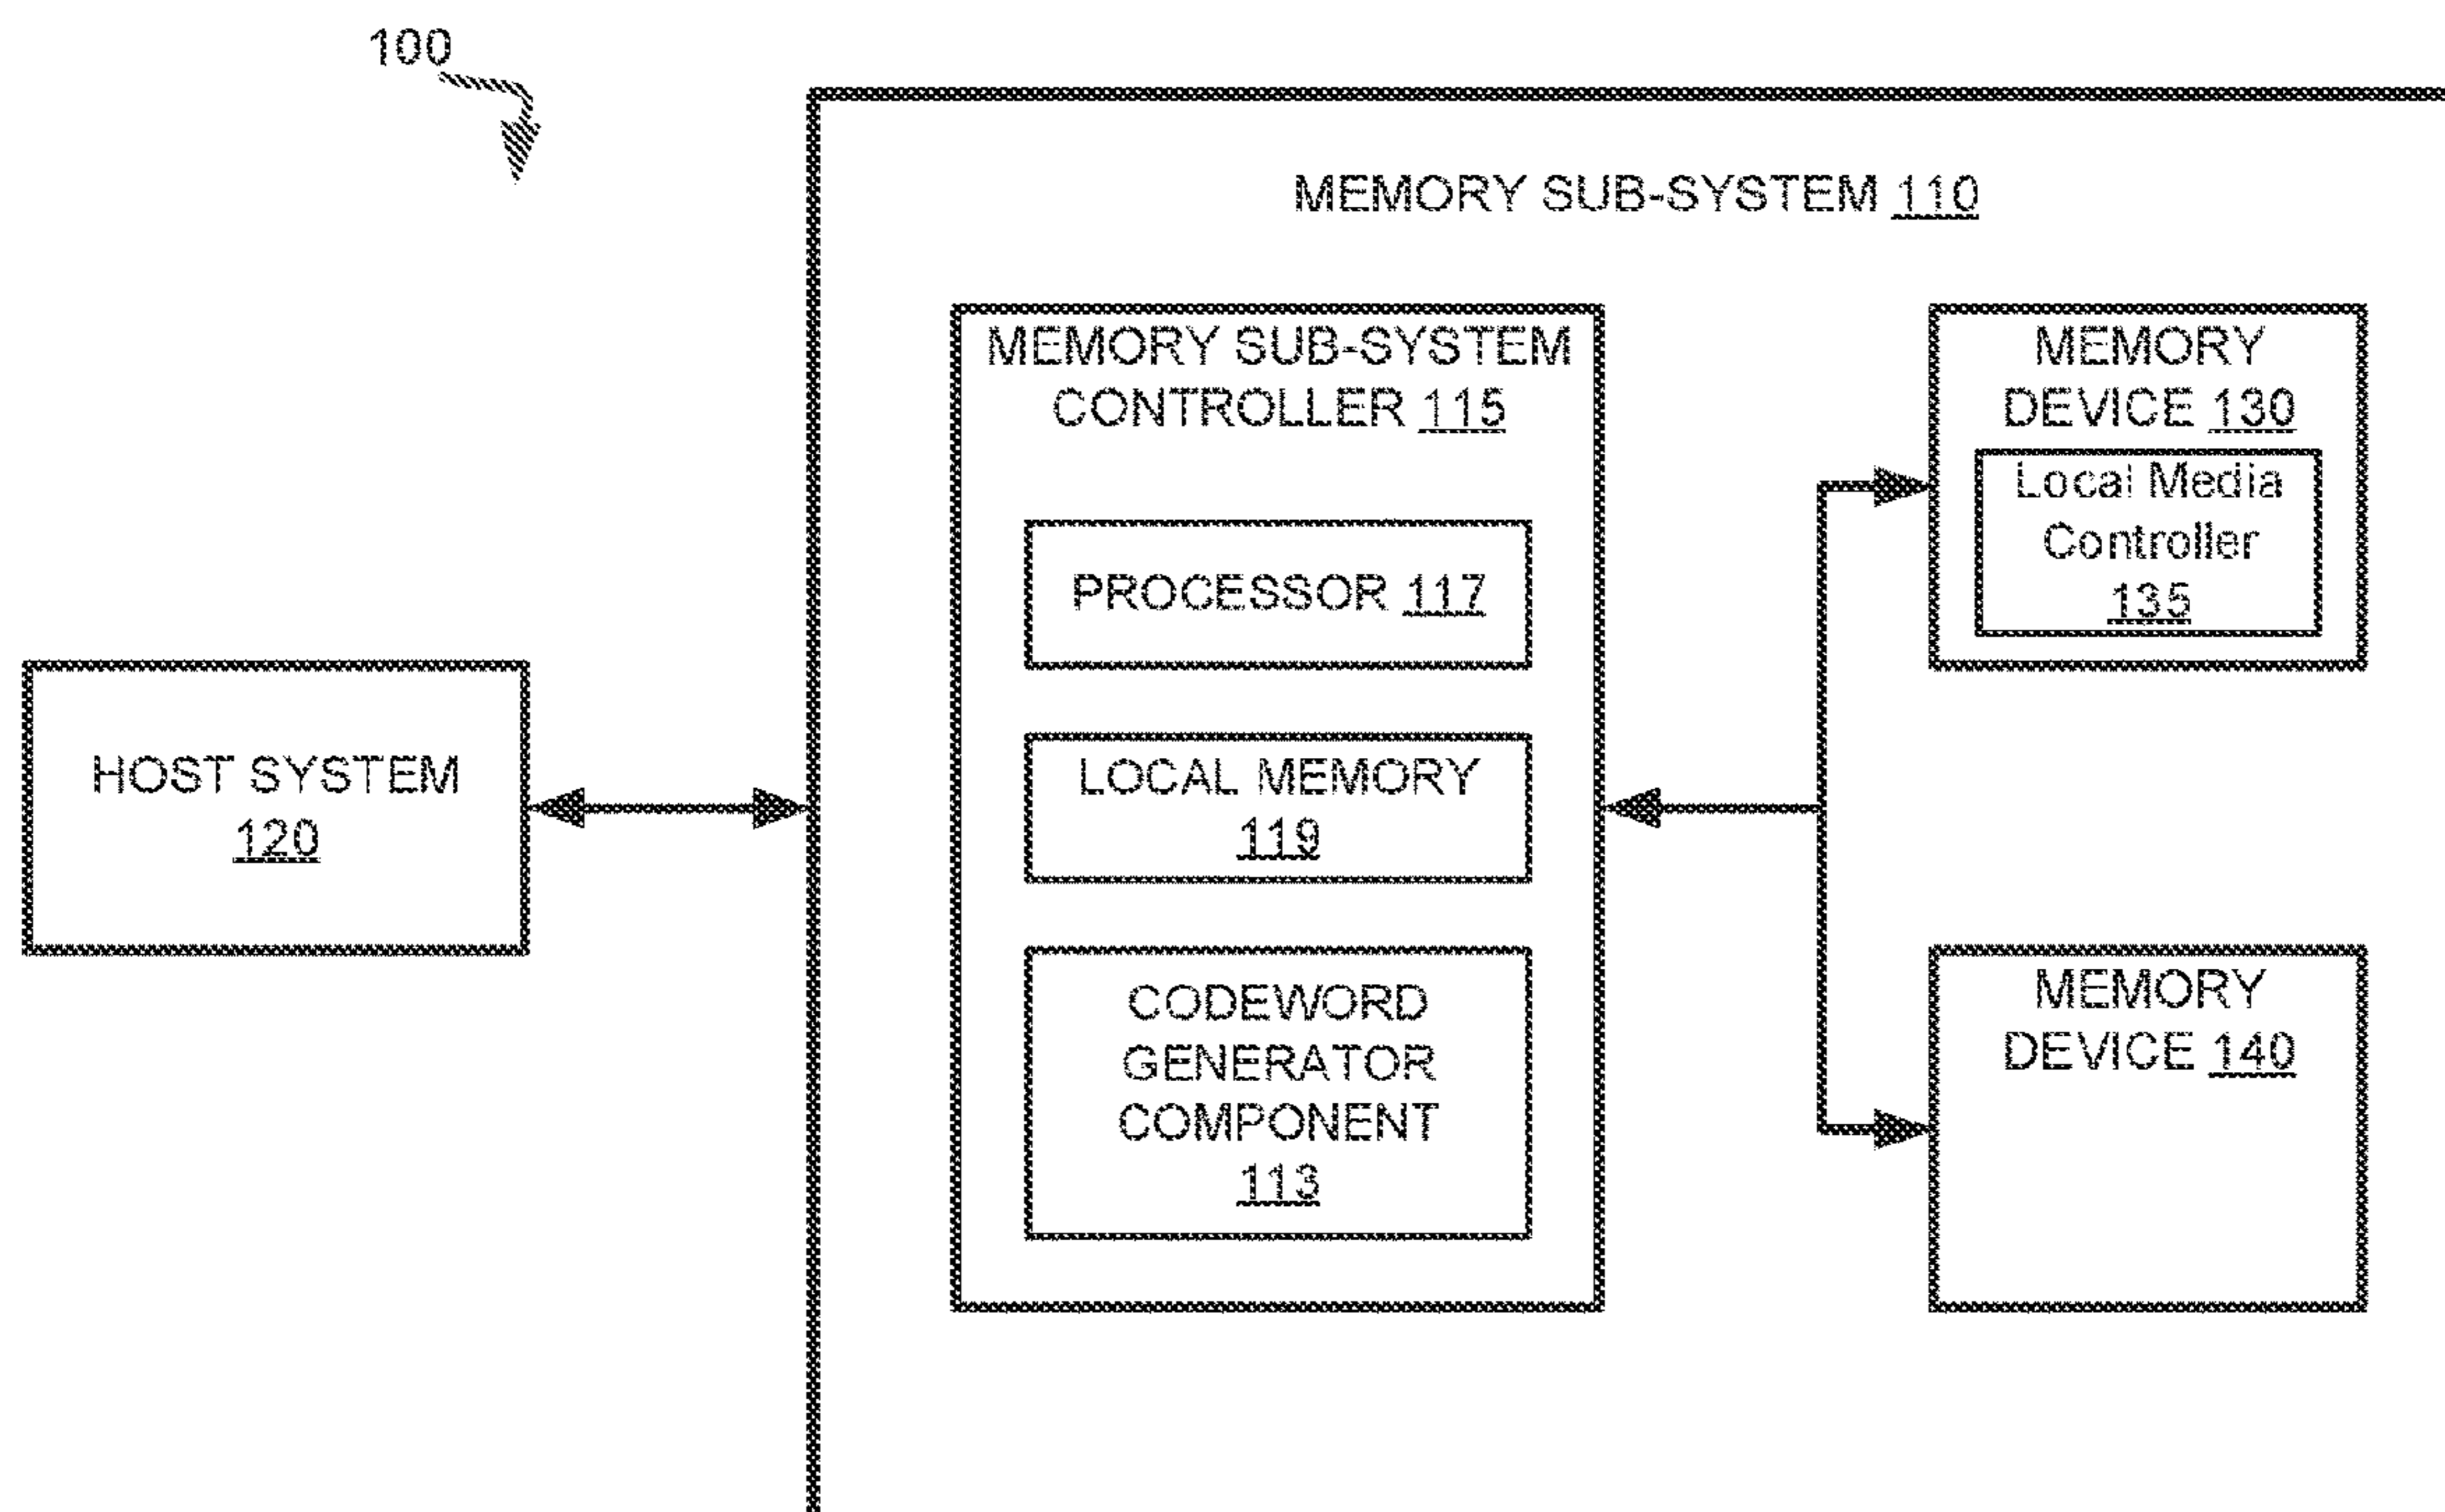 100
MEMORY SUB-SYSTEM 110
MEMORY SUB-SYSTEM
CONTROLLER 115
PROCESSOR 117
LOCAL MEMORY
119
CODEWORD
GENERATOR
COMPONENT
113
HOST SYSTEM
120
MEMORY
DEVICE 130
Local Media
Controller
135
MEMORY
DEVICE 140